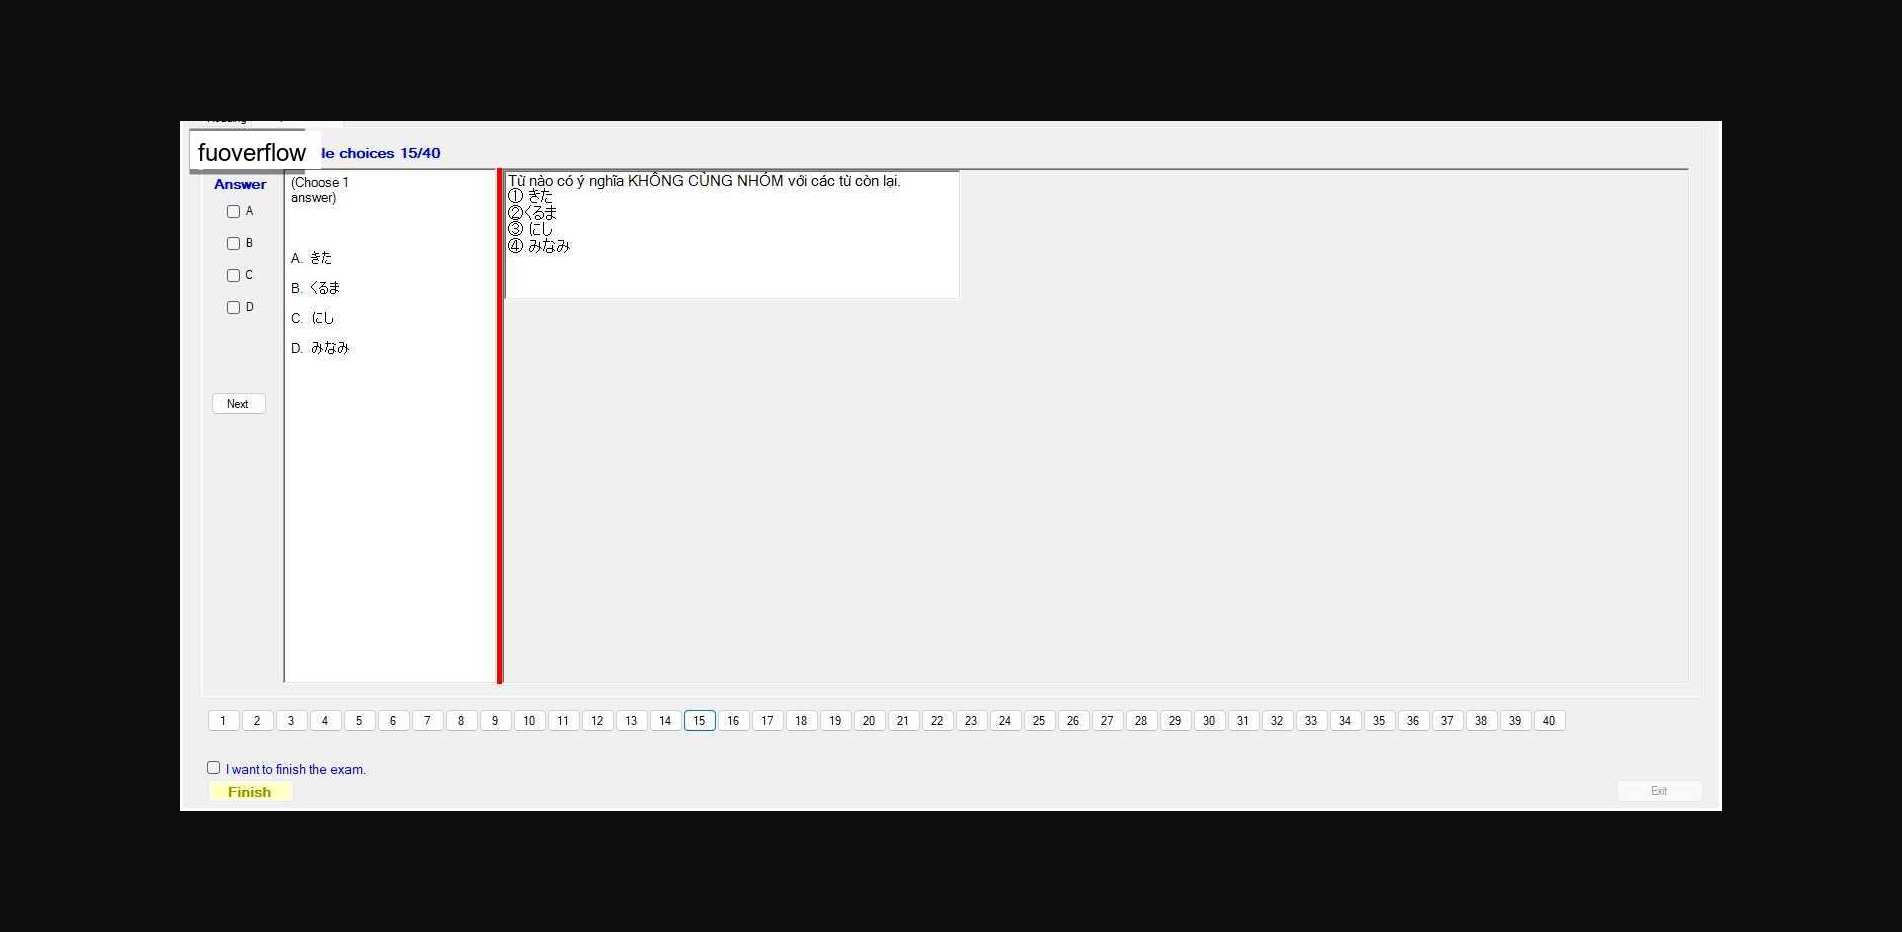 fuoverflow
le choices 15/40
Answer
A
B
C
D
Next
(Choose 1
answer)
A. きた
B. くるま
C. にし
D. みなみ
Từ nào có ý nghĩa KHÔNG CÙNG NHÓM với các từ còn lại.
① きた
②くるま
③ にし
④ みなみ
1 2 3 4 5 6 7 8 9 10 11 12 13 14 15 16 17 18 19 20 21 22 23 24 25 26 27 28 29 30 31 32 33 34 35 36 37 38 39 40
I want to finish the exam.
Finish
Exit